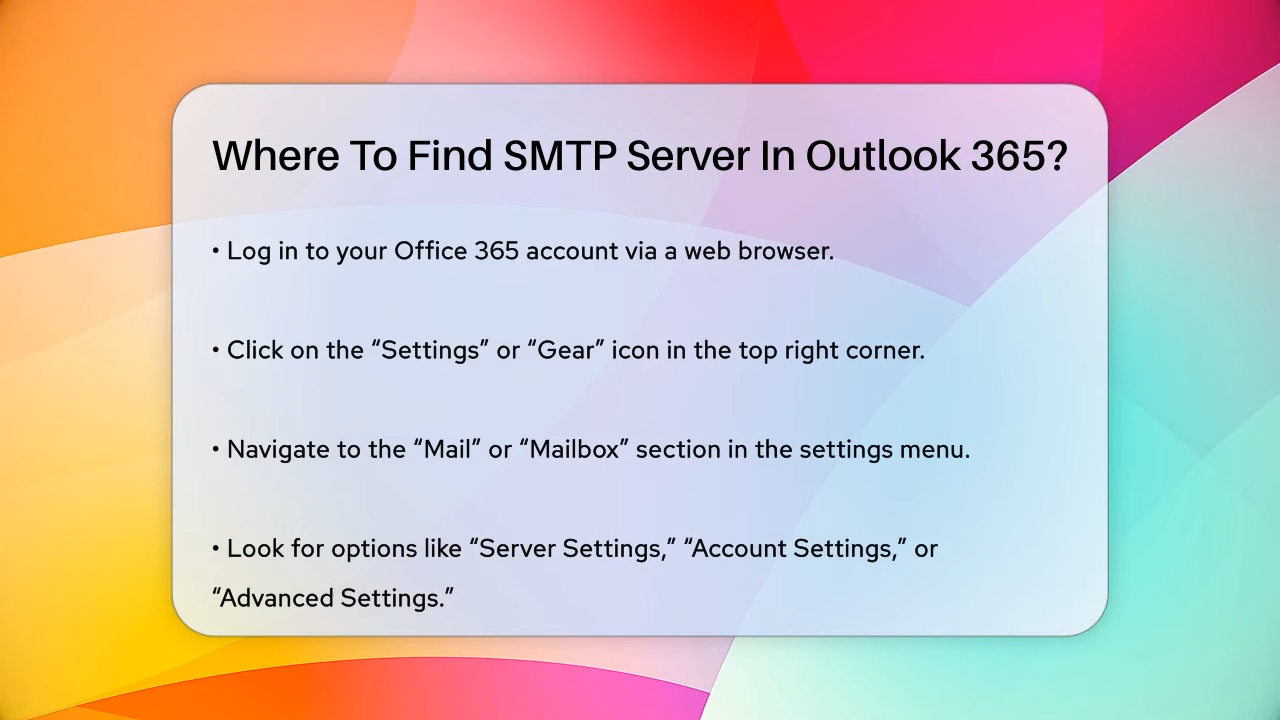 Where To Find SMTP Server In Outlook 365?
• Log in to your Office 365 account via a web browser.
• Click on the “Settings” or “Gear” icon in the top right corner.
• Navigate to the “Mail” or “Mailbox” section in the settings menu.
• Look for options like “Server Settings,” “Account Settings,” or
“Advanced Settings.”